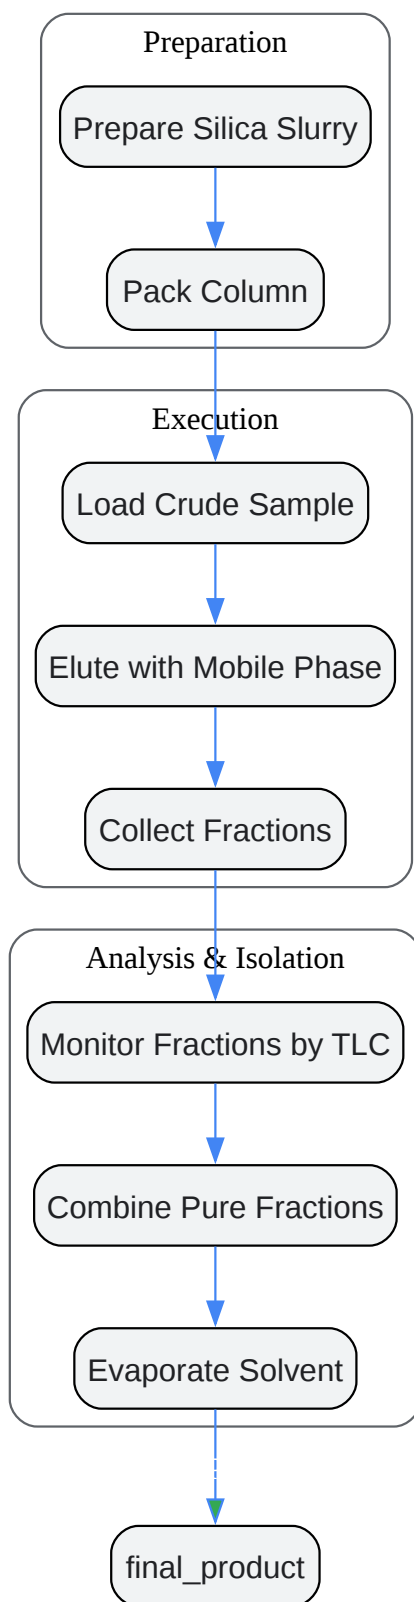 Preparation
Prepare Silica Slurry
Pack Column
Execution
Load Crude Sample
Elute with Mobile Phase
Collect Fractions
Analysis & Isolation
Monitor Fractions by TLC
Combine Pure Fractions
Evaporate Solvent
final_product